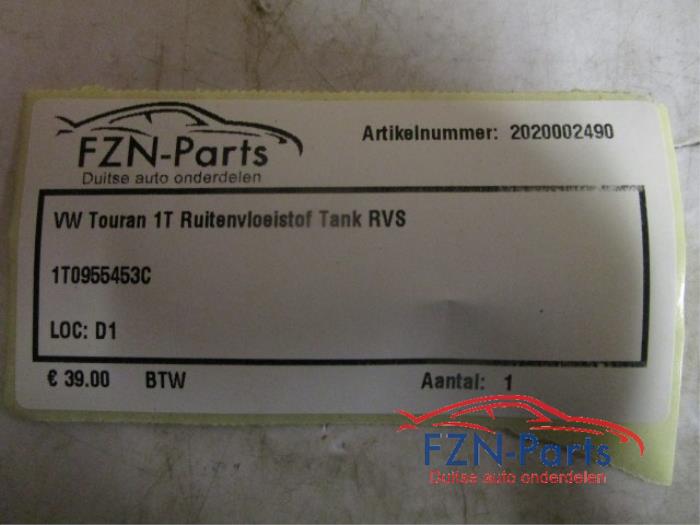 FZN-Parts
Duitse auto onderdelen
Artikelnummer: 2020002490
VW Touran 1T Ruitenvloeistof Tank RVS
1T0955453C
LOC: D1
€ 39.00 BTW
Aantal: 1
FZN-Parts
Duitse auto onderdelen